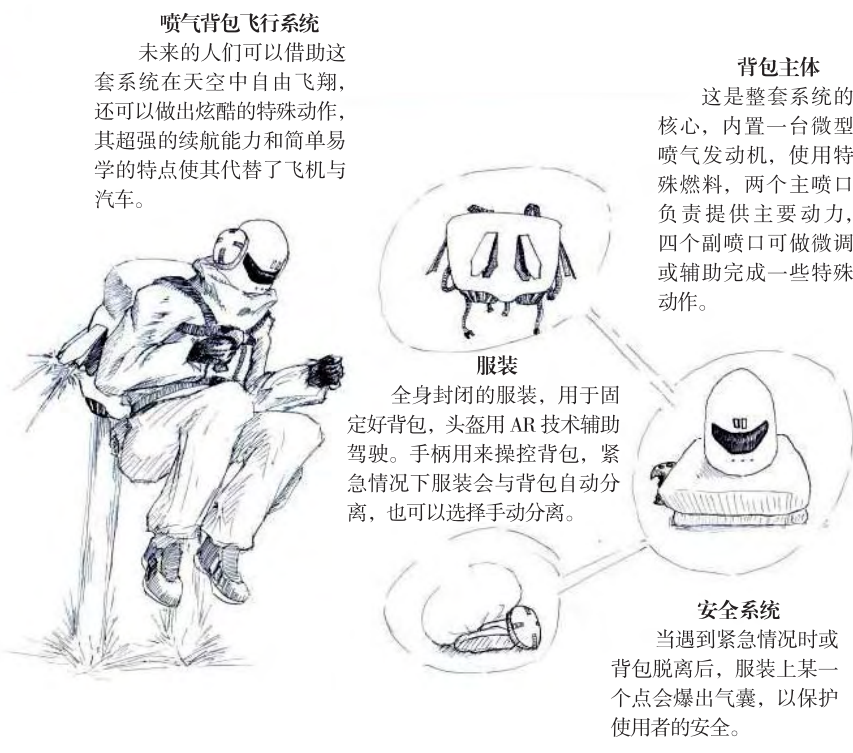 喷气背包飞行系统
未来的人们可以借助这
套系统在天空中自由飞翔,
还可以做出炫酷的特殊动作,
其超强的续航能力和简单易
学的特点使其代替了飞机与
汽车。
背包主体
这是整套系统的
核心，内置一台微型
喷气发动机，使用特
殊燃料，两个主喷口
负责提供主要动力,
四个副喷口可做微调
或辅助完成一些特殊
动作。
服装
全身封闭的服装，用于固
定好背包，头盔用 AR 技术辅助
驾驶。手柄用来操控背包，紧
急情况下服装会与背包自动分
离，也可以选择手动分离。
安全系统
当遇到紧急情况时或
背包脱离后，服装上某一
个点会爆出气囊，以保护
使用者的安全。